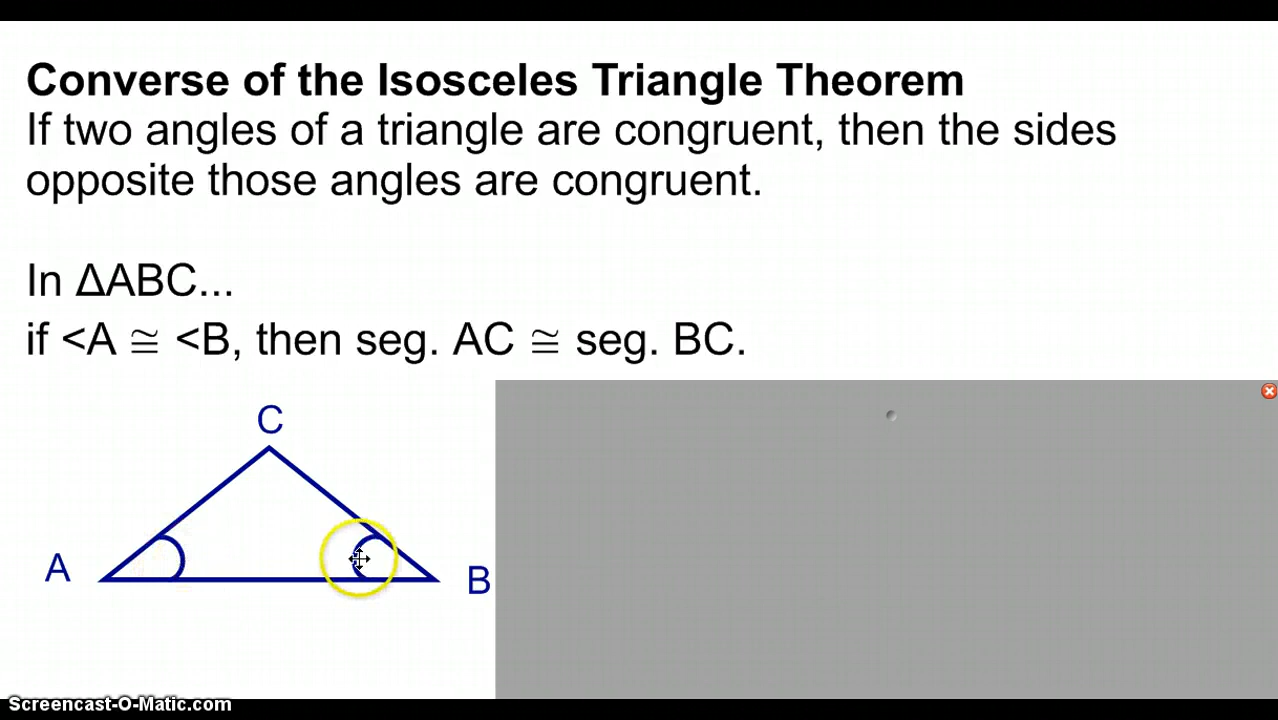 Converse of the Isosceles Triangle Theorem
If two angles of a triangle are congruent, then the sides
opposite those angles are congruent.
In ΔABC...
if <A ≅ <B, then seg. AC ≅ seg. BC.
C
A
B
Screencast-O-Matic.com